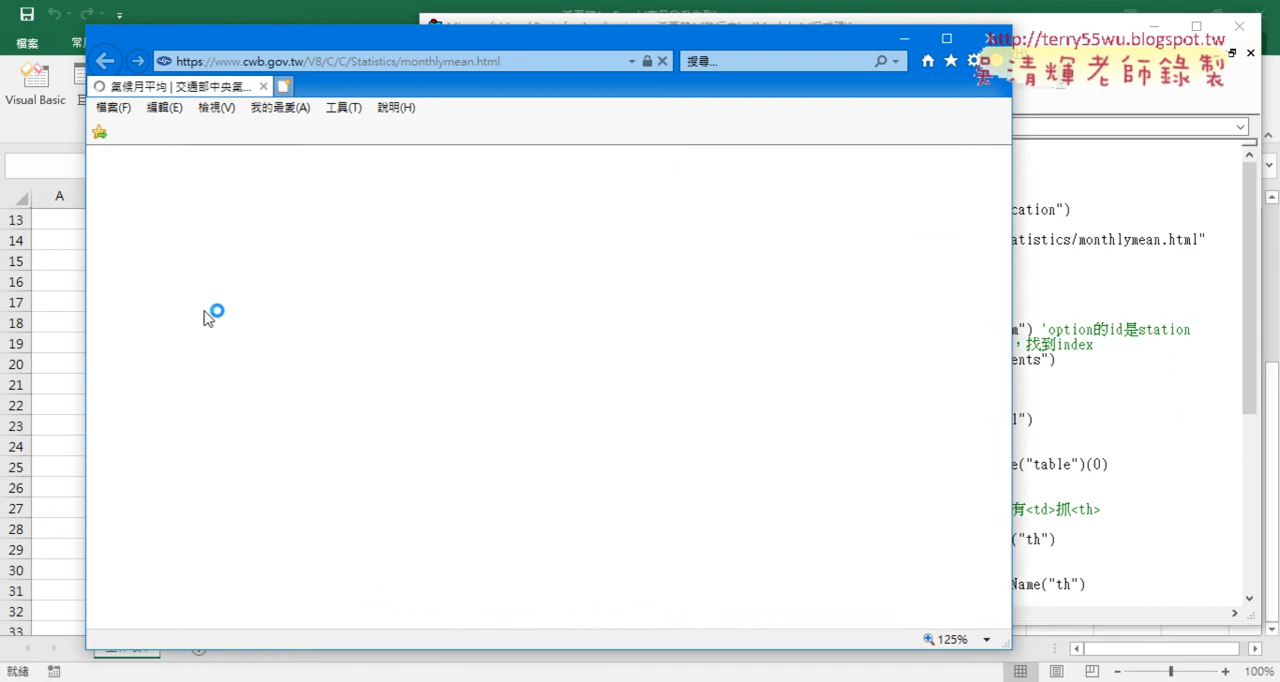 檔案
http://terry55wu.blogspot.tw
吳清輝老師錄製
https://www.cwb.gov.tw/V8/C/C/Statistics/monthlymean.html
搜尋...
氣候月平均 | 交通部中央氣...
檔案(F) 編輯(E) 檢視(V) 我的最愛(A) 工具(T) 說明(H)
Visual Basic
A
13
14
15
16
17
18
19
20
21
22
23
24
25
26
27
28
29
30
31
32
33
cation")
atistics/monthlymean.html"
m") 'option的id是station
，找到index
ents")
l")
e("table")(0)
有<td>抓<th>
("th")
Name("th")
125%
就緒
100%